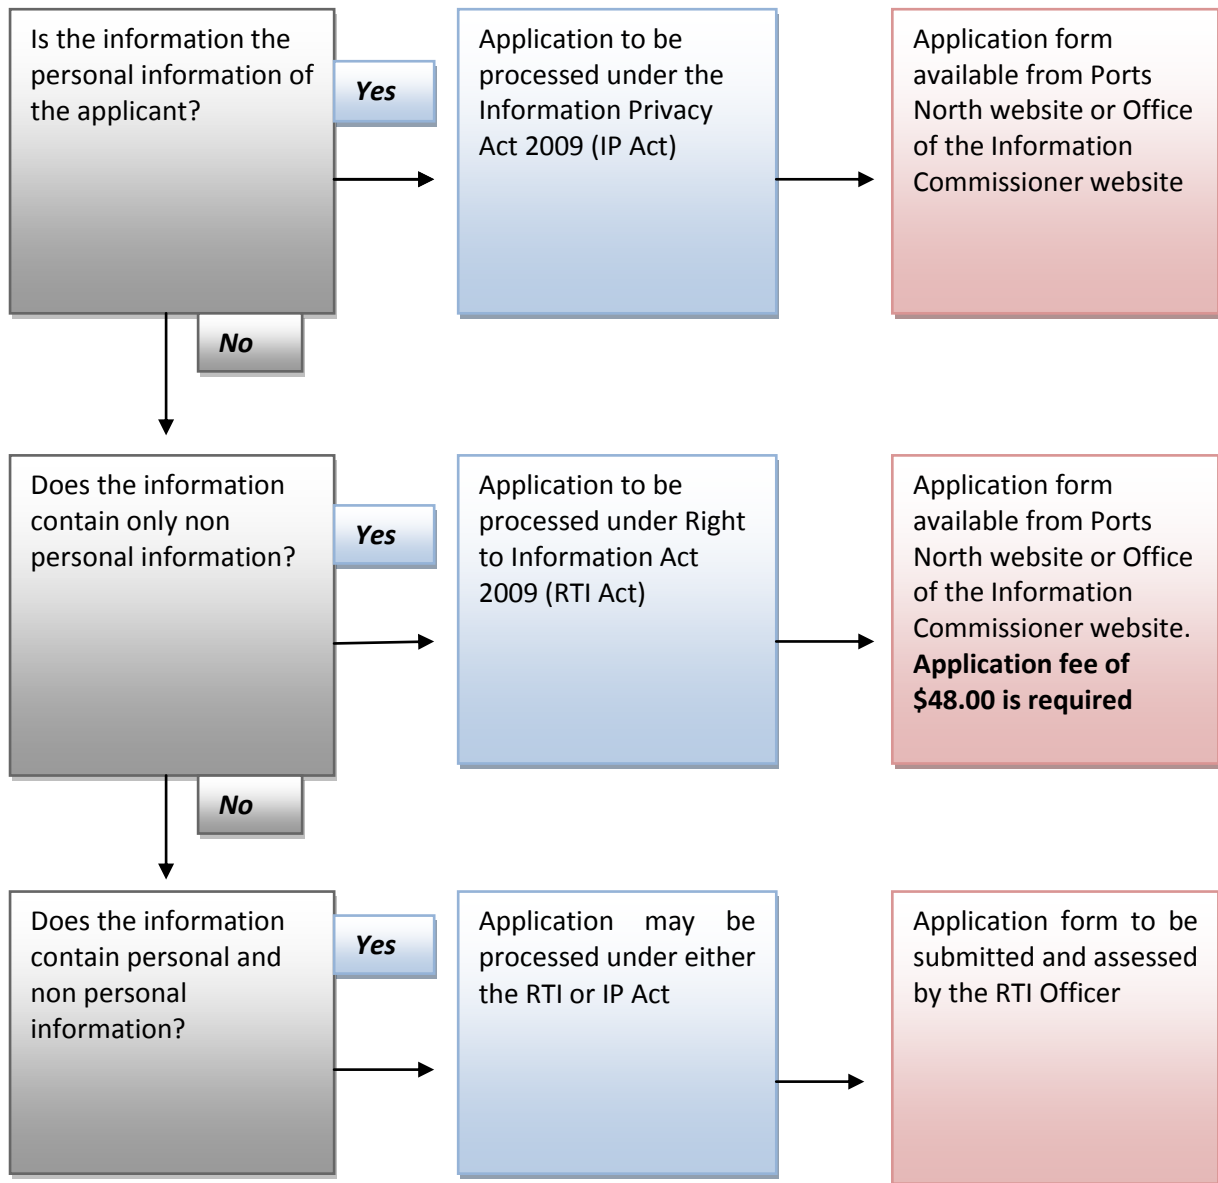 Is the information the
personal information of
the applicant?
Yes
Application to be
processed under the
Information Privacy
Act 2009 (IP Act)
Application form
available from Ports
North website or Office
of the Information
Commissioner website
No
Does the information
contain only non
personal information?
Yes
Application to be
processed under Right
to Information Act
2009 (RTI Act)
Application form
available from Ports
North website or Office
of the Information
Commissioner website.
Application fee of
$48.00 is required
No
Does the information
contain personal and
non personal
information?
Yes
Application may be
processed under either
the RTI or IP Act
Application form to be
submitted and assessed
by the RTI Officer